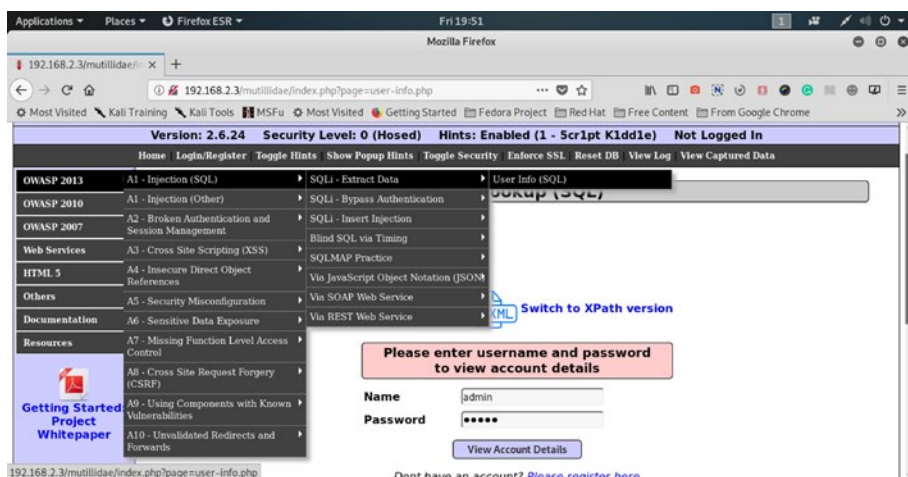 Applications Places Firefox ESR Fri 19:51 1
Mozilla Firefox
192.168.2.3/mutillidae/in × +
192.168.2.3/mutillidae/index.php?page=user-info.php
Most Visited Kali Training Kali Tools MSFu Most Visited Getting Started Fedora Project Red Hat Free Content From Google Chrome
Version: 2.6.24 Security Level: 0 (Hosed) Hints: Enabled (1 - 5cr1pt K1dd1e) Not Logged In
Home Login/Register Toggle Hints Show Popup Hints Toggle Security Enforce SSL Reset DB View Log View Captured Data
OWASP 2013
OWASP 2010
OWASP 2007
Web Services
HTML 5
Others
Documentation
Resources
Getting Started:
Project
Whitepaper
A1 - Injection (SQL)
A1 - Injection (Other)
A2 - Broken Authentication and
Session Management
A3 - Cross Site Scripting (XSS)
A4 - Insecure Direct Object
References
A5 - Security Misconfiguration
A6 - Sensitive Data Exposure
A7 - Missing Function Level Access
Control
A8 - Cross Site Request Forgery
(CSRF)
A9 - Using Components with Known
Vulnerabilities
A10 - Unvalidated Redirects and
Forwards
SQLi - Extract Data
SQLi - Bypass Authentication
SQLi - Insert Injection
Blind SQL via Timing
SQLMAP Practice
Via JavaScript Object Notation (JSON)
Via SOAP Web Service
Via REST Web Service
User Info (SQL)
(SQL)
XML Switch to XPath version
Please enter username and password
to view account details
Name admin
Password •••••
View Account Details
Dont have an account? Please register here
192.168.2.3/mutillidae/index.php?page=user-info.php